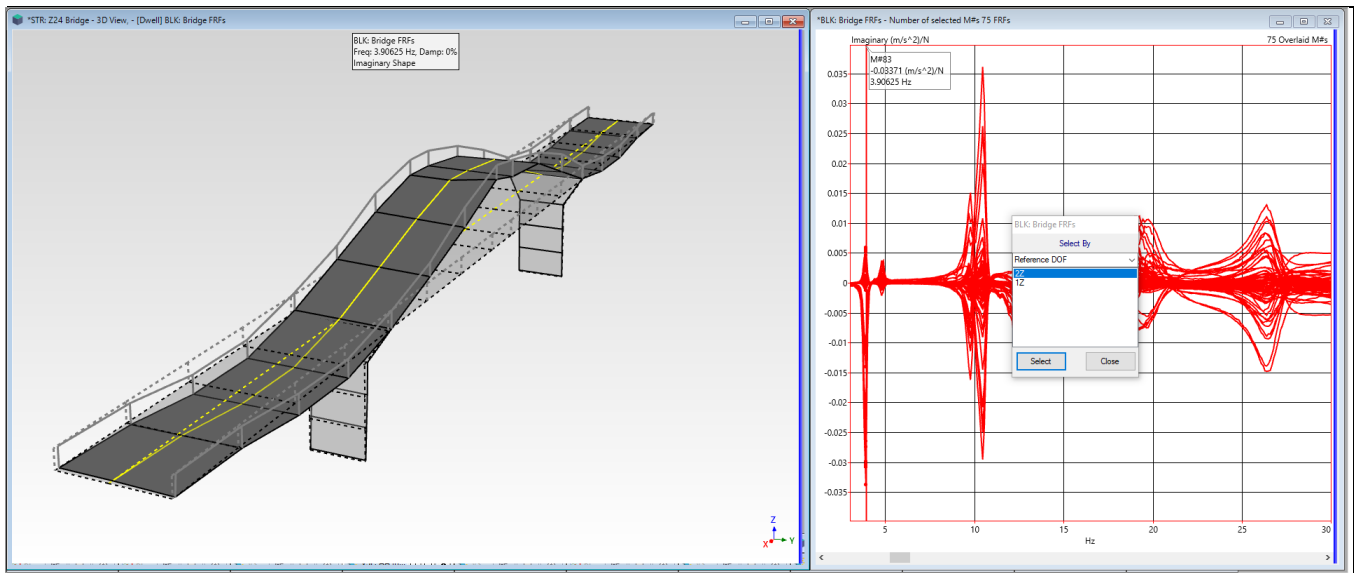 *STR: Z24 Bridge - 3D View, - [Dwell] BLK: Bridge FRFs
BLK: Bridge FRFs
Freq: 3.90625 Hz, Damp: 0%
Imaginary Shape
Z
X
Y
*BLK: Bridge FRFs - Number of selected M#s 75 FRFs
Imaginary (m/s^2)/N
75 Overlaid M#s
M#83
-0.03371 (m/s^2)/N
3.90625 Hz
0.035
0.03
0.025
0.02
0.015
0.01
0.005
0
-0.005
-0.01
-0.02
-0.025
-0.03
-0.035
BLK: Bridge FRFs
Select By
Reference DOF
2Z
1Z
Select
Close
5
10
15
20
25
30
Hz